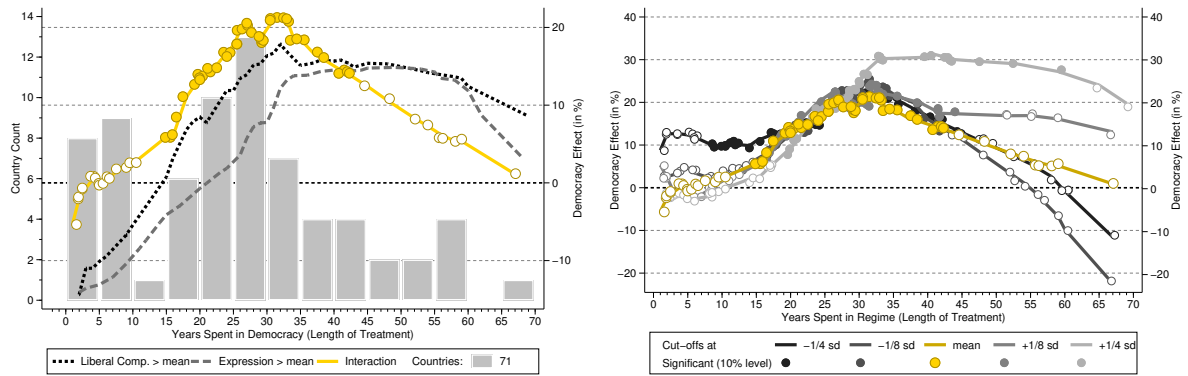 14
12
10
8
6
4
2
0
Country Count
20
10
0
−10
Democracy Effect (in %)
0 5 10 15 20 25 30 35 40 45 50 55 60 65 70
Years Spent in Democracy (Length of Treatment)
Liberal Comp. > mean Expression > mean Interaction Countries: 71
40
30
20
10
0
−10
−20
Democracy Effect (in %)
40
30
20
10
0
−10
−20
Democracy Effect (in %)
0 5 10 15 20 25 30 35 40 45 50 55 60 65 70
Years Spent in Regime (Length of Treatment)
Cut−offs at −1/4 sd −1/8 sd mean +1/8 sd +1/4 sd
Significant (10% level)